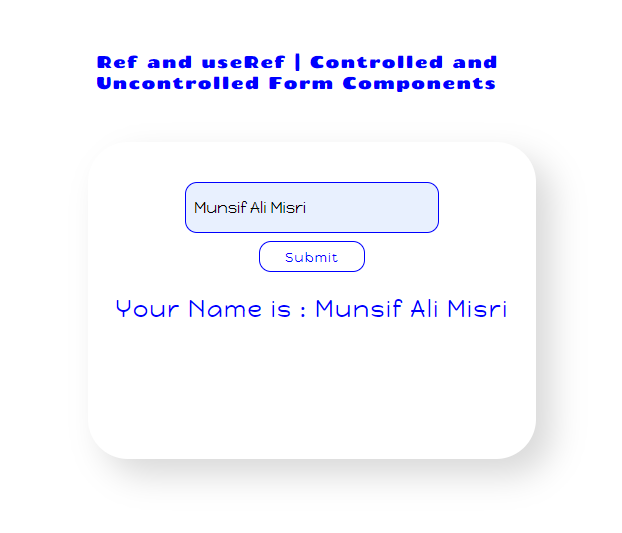 Ref and useRef | Controlled and
Uncontrolled Form Components
Munsif Ali Misri
Submit
Your Name is : Munsif Ali Misri